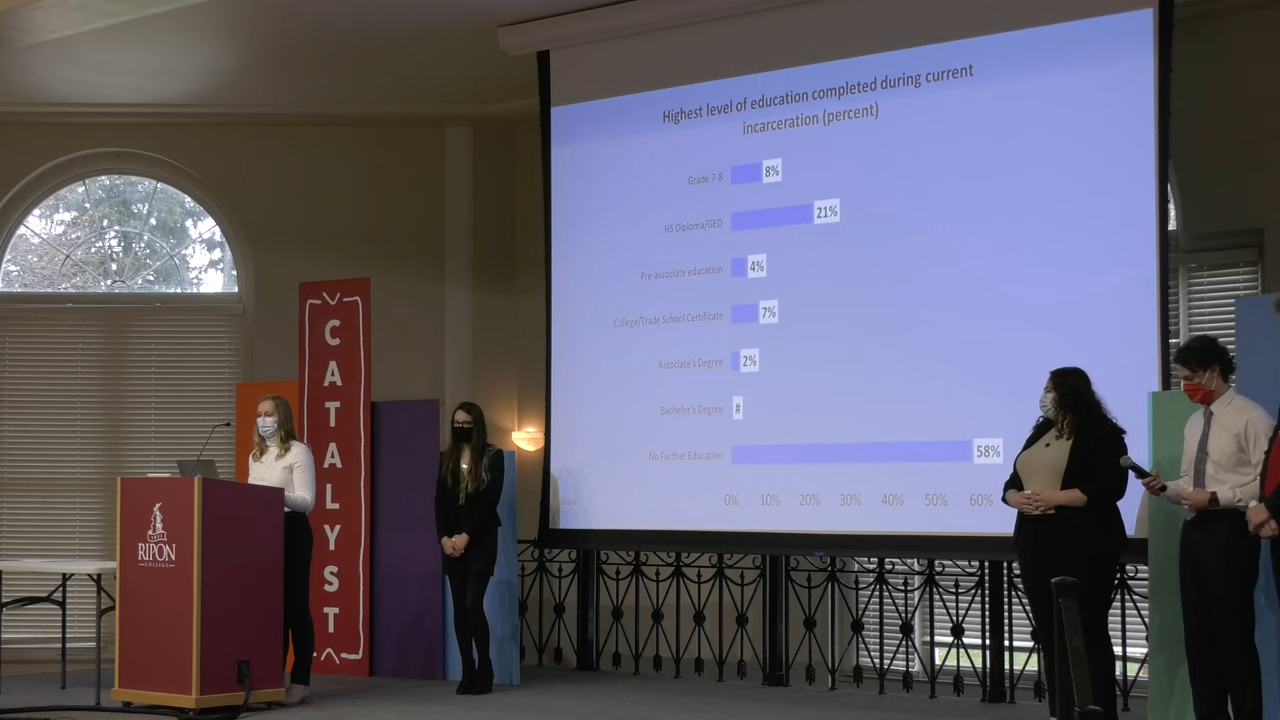 Highest level of education completed during current
incarceration (percent)
Grade 7-8 8%
HS Diploma/GED 21%
Pre-associate education 4%
College/Trade School Certificate 7%
Associate's Degree 2%
Bachelor's Degree #
No Further Education 58%
0% 10% 20% 30% 40% 50% 60%
CATALYST
1851
RIPON
COLLEGE